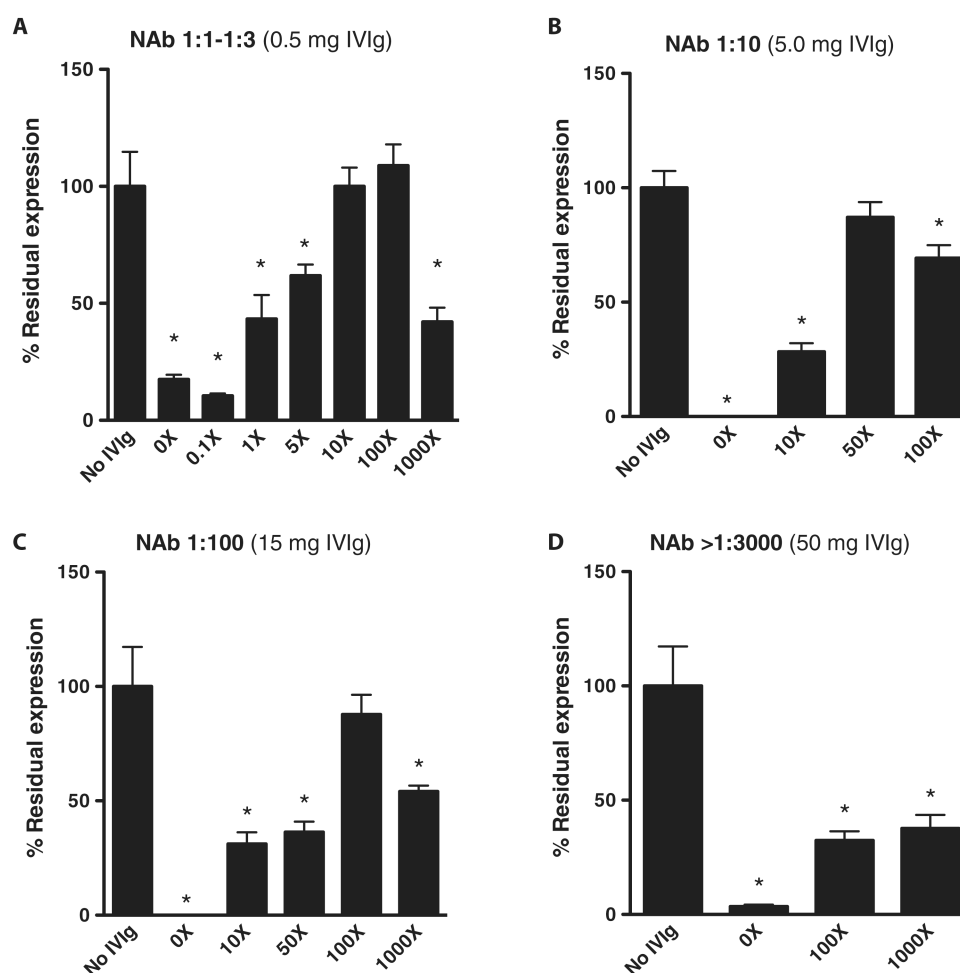 A
NAb 1:1-1:3 (0.5 mg IVIg)
% Residual expression
150
100
50
0
* * * * *
No IVIg 0X 0.1X 1X 5X 10X 100X 1000X
B
NAb 1:10 (5.0 mg IVIg)
% Residual expression
150
100
50
0
* * *
No IVIg 0X 10X 50X 100X
C
NAb 1:100 (15 mg IVIg)
% Residual expression
150
100
50
0
* * * *
No IVIg 0X 10X 50X 100X 1000X
D
NAb >1:3000 (50 mg IVIg)
% Residual expression
150
100
50
0
* * *
No IVIg 0X 100X 1000X